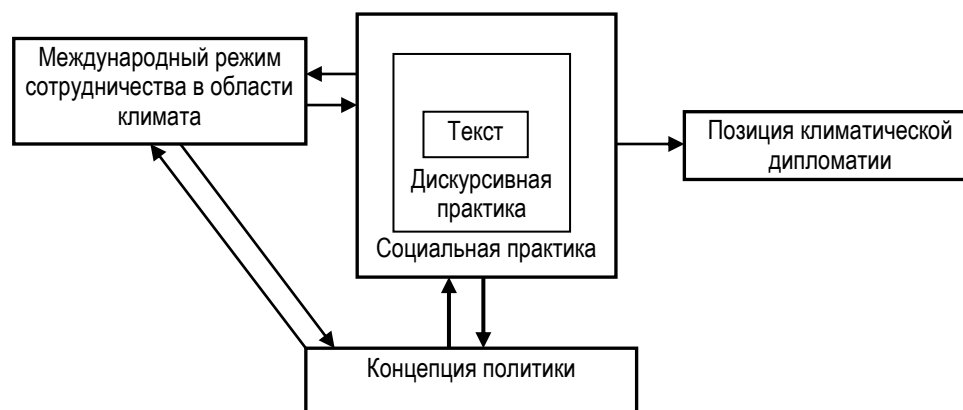 Международный режим
сотрудничества в области
климата
Текст
Дискурсивная
практика
Социальная практика
Позиция климатической
дипломатии
Концепция политики